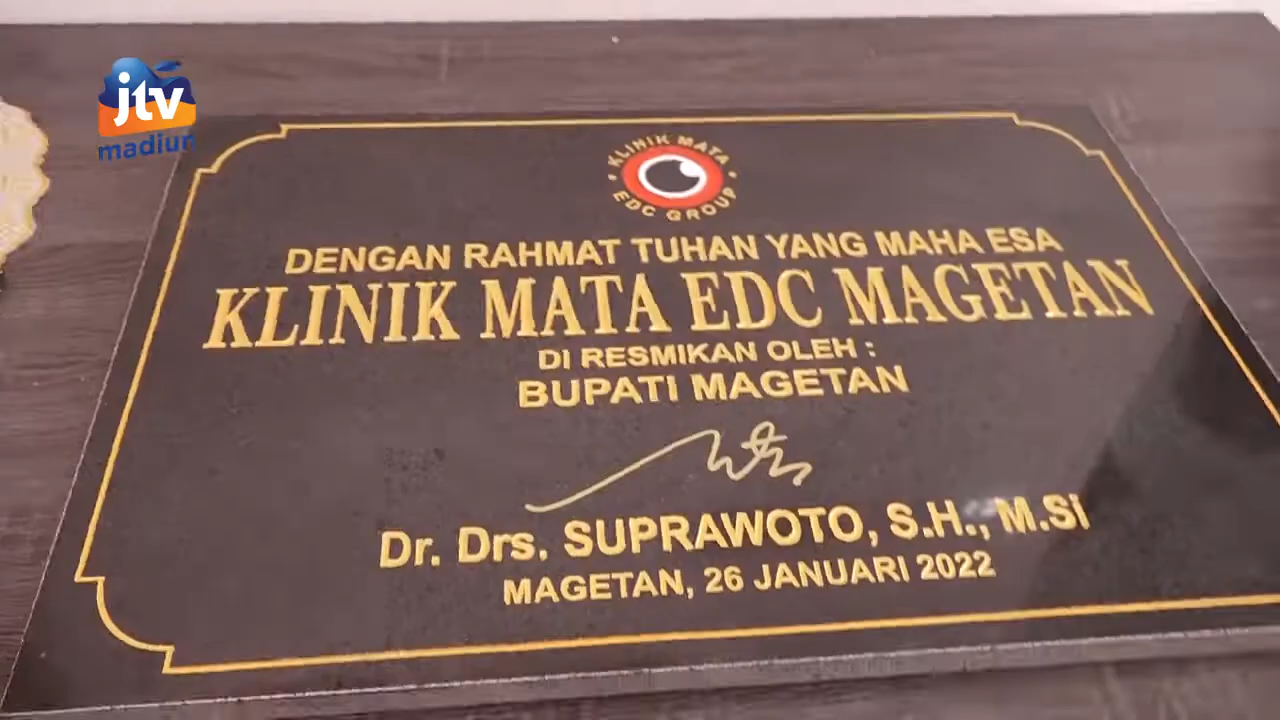 jtv
madiun
KLINIK MATA
EDC GROUP
DENGAN RAHMAT TUHAN YANG MAHA ESA
KLINIK MATA EDC MAGETAN
DI RESMIKAN OLEH :
BUPATI MAGETAN
Dr. Drs. SUPRAWOTO, S.H., M.Si
MAGETAN, 26 JANUARI 2022